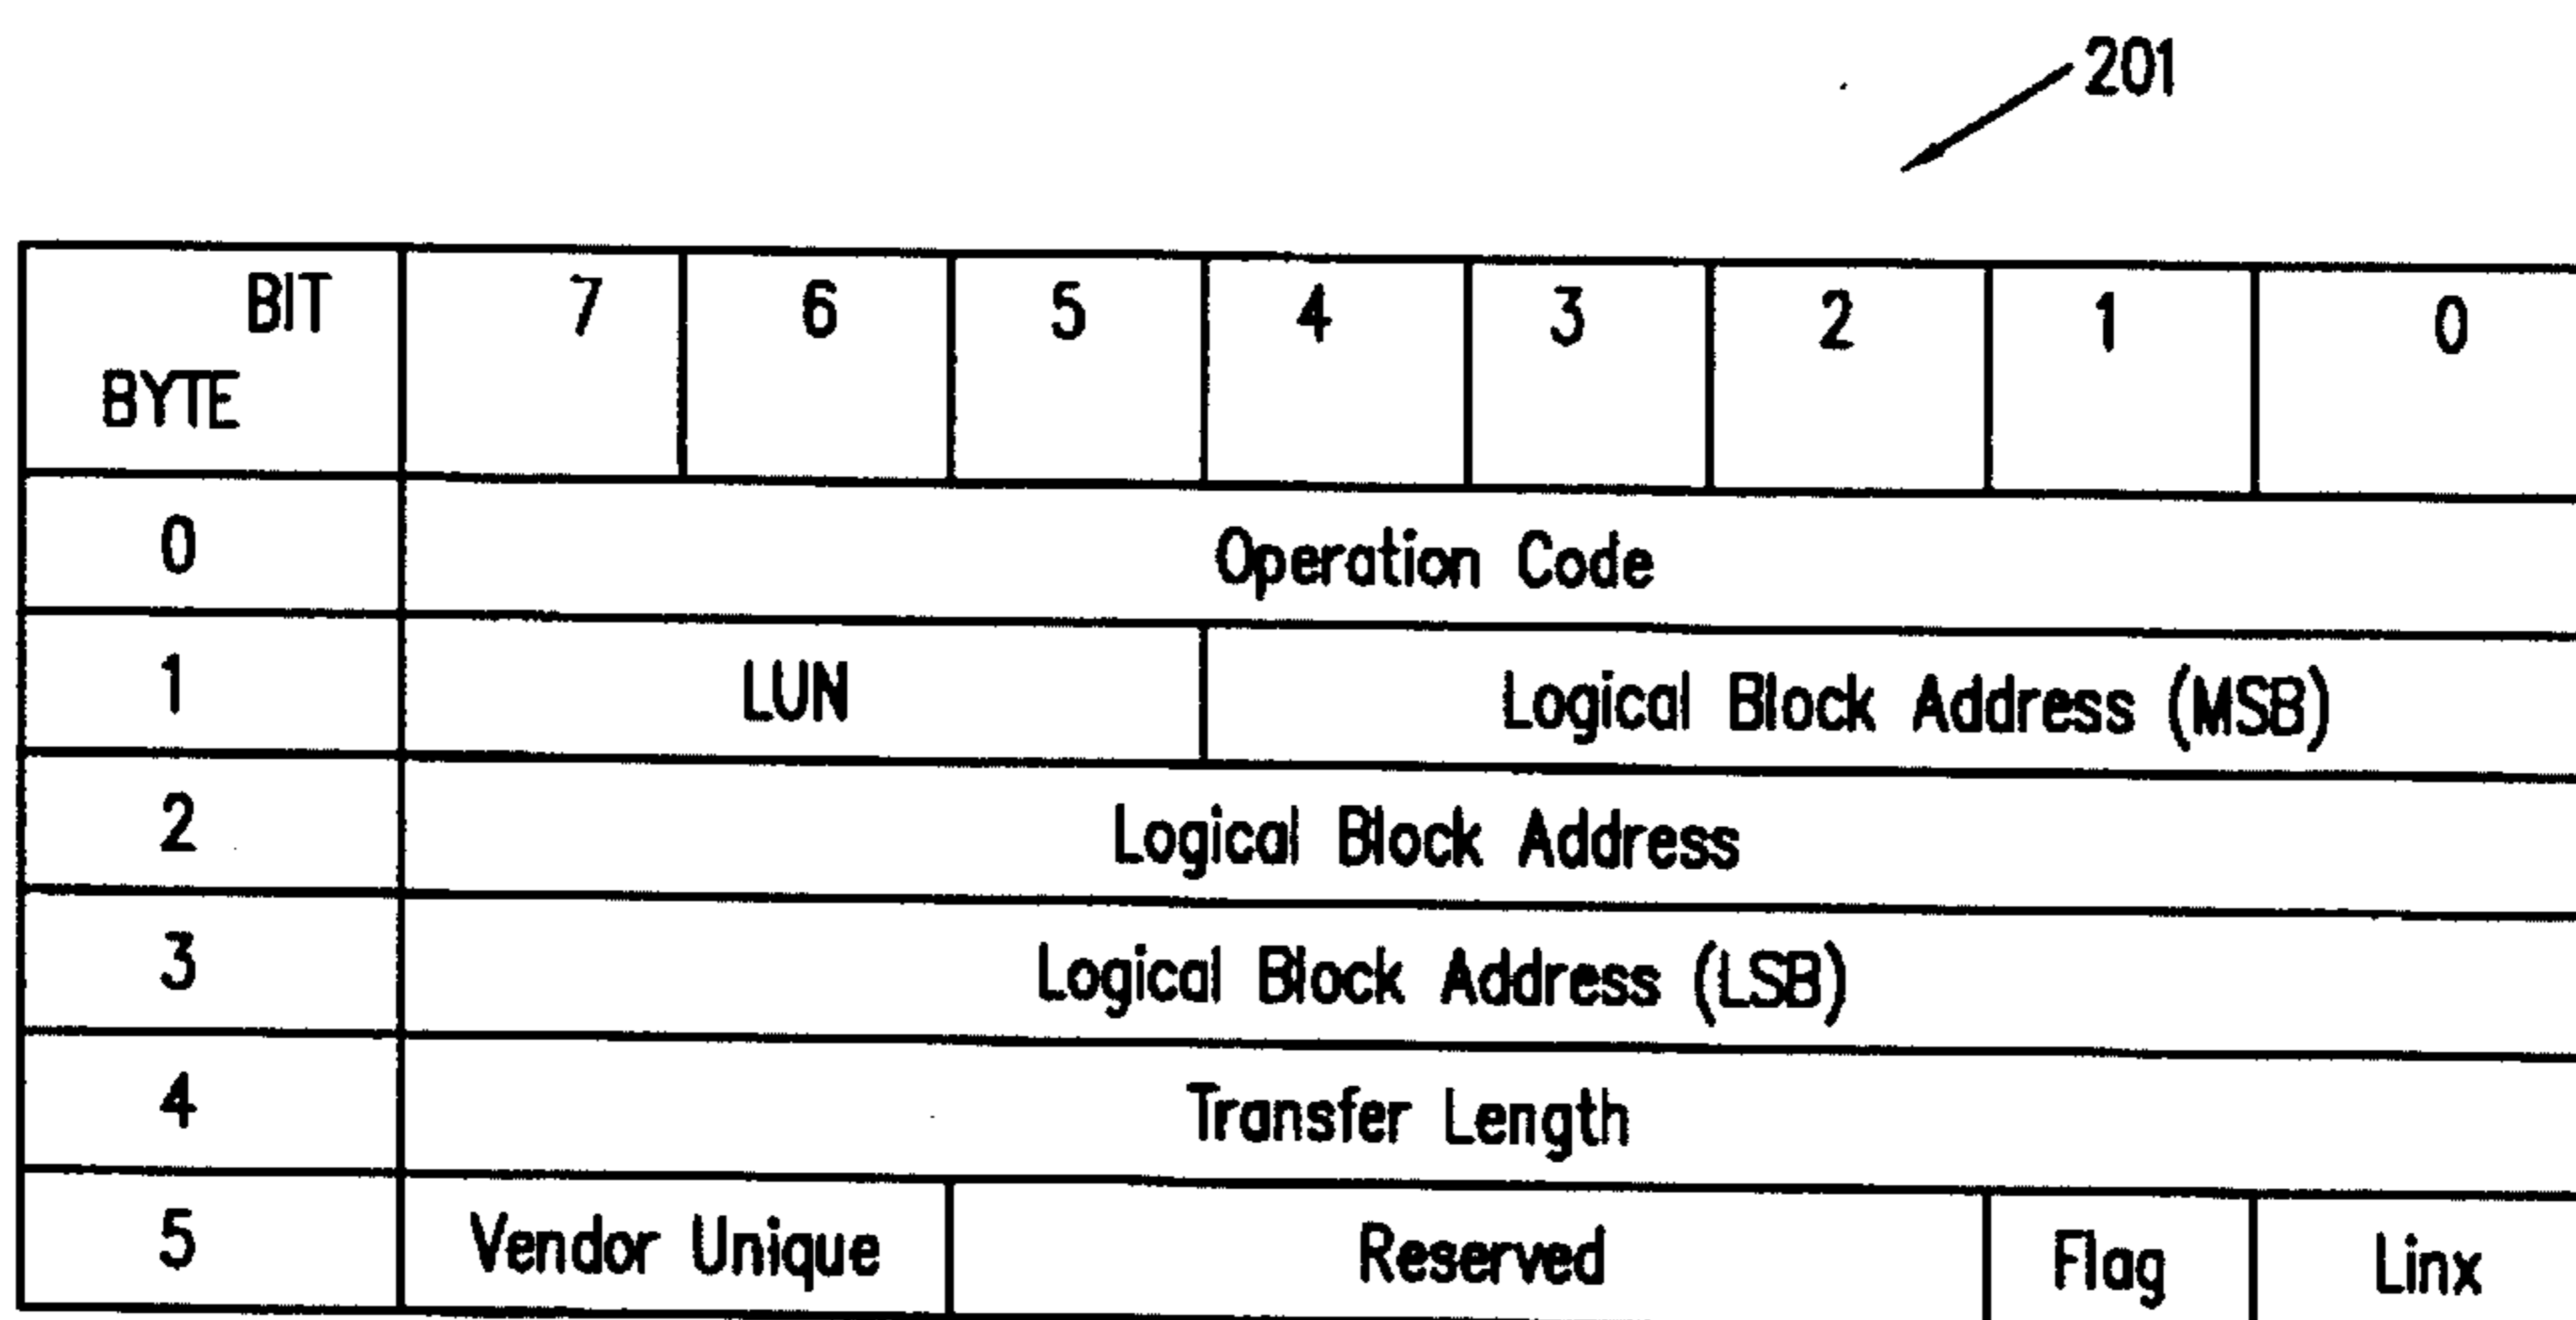 201
BIT 7 6 5 4 3 2 1 0
BYTE
0 Operation Code
1 LUN Logical Block Address (MSB)
2 Logical Block Address
3 Logical Block Address (LSB)
4 Transfer Length
5 Vendor Unique Reserved Flag Linx